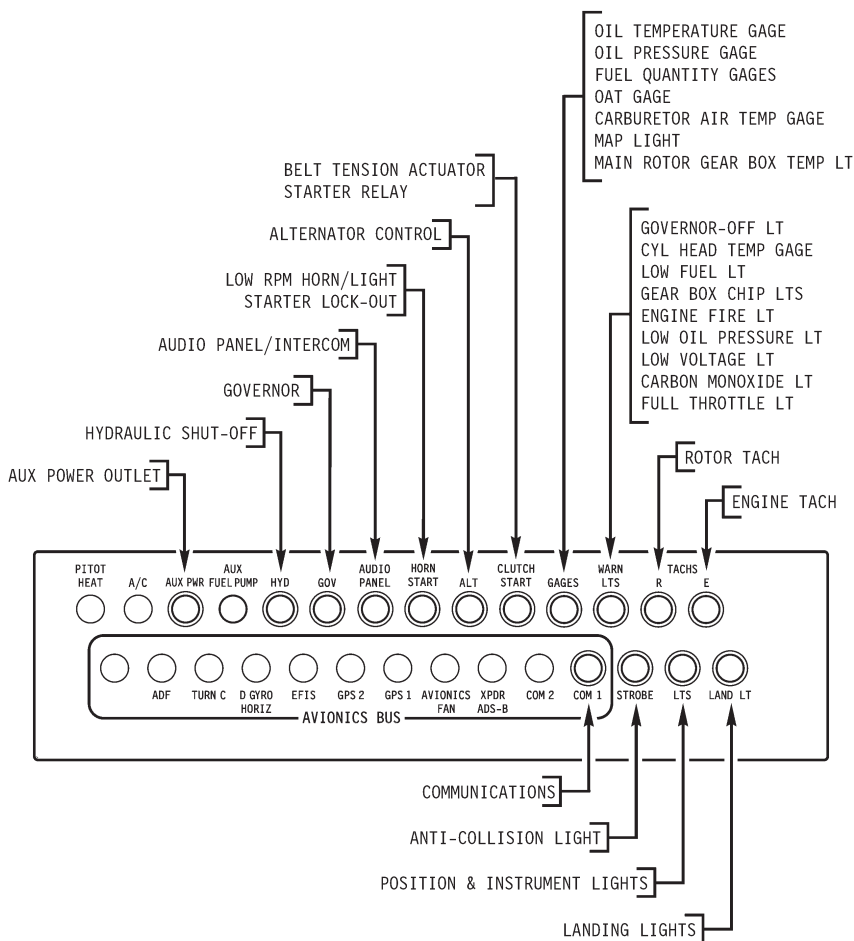 OIL TEMPERATURE GAGE
OIL PRESSURE GAGE
FUEL QUANTITY GAGES
OAT GAGE
CARBURETOR AIR TEMP GAGE
MAP LIGHT
MAIN ROTOR GEAR BOX TEMP LT
BELT TENSION ACTUATOR
STARTER RELAY
GOVERNOR-OFF LT
CYL HEAD TEMP GAGE
LOW FUEL LT
GEAR BOX CHIP LTS
ENGINE FIRE LT
LOW OIL PRESSURE LT
LOW VOLTAGE LT
CARBON MONOXIDE LT
FULL THROTTLE LT
ALTERNATOR CONTROL
LOW RPM HORN/LIGHT
STARTER LOCK-OUT
AUDIO PANEL/INTERCOM
GOVERNOR
HYDRAULIC SHUT-OFF
AUX POWER OUTLET
ROTOR TACH
ENGINE TACH
PITOT
HEAT
A/C
AUX PWR
AUX
FUEL PUMP
HYD
GOV
AUDIO
PANEL
HORN
START
ALT
CLUTCH
START
GAGES
WARN
LTS
TACHS
R
E
ADF
TURN C
D GYRO
HORIZ
EFIS
GPS 2
GPS 1
AVIONICS
FAN
XPDR
ADS-B
COM 2
COM 1
STROBE
LTS
LAND LT
AVIONICS BUS
COMMUNICATIONS
ANTI-COLLISION LIGHT
POSITION & INSTRUMENT LIGHTS
LANDING LIGHTS